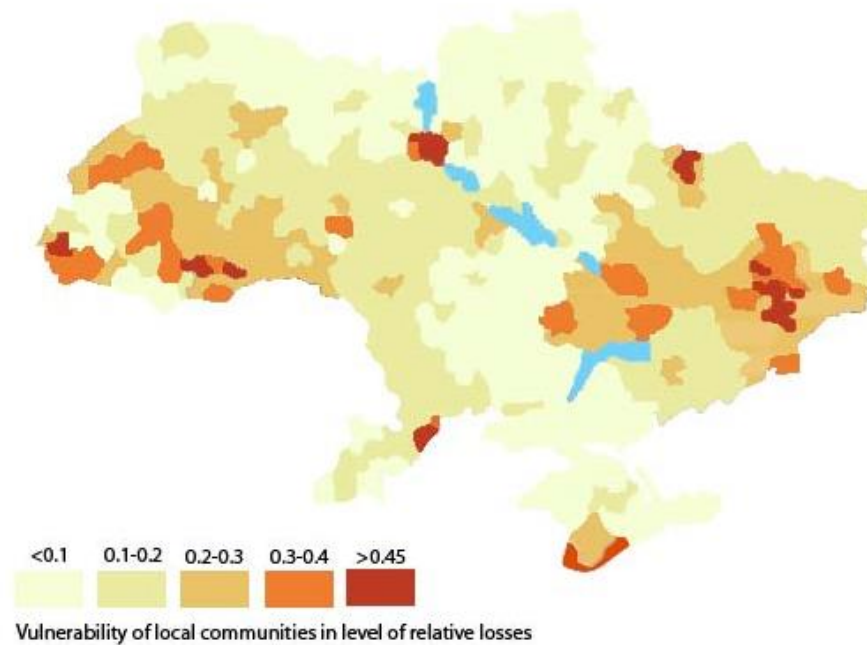 <0.1 0.1-0.2 0.2-0.3 0.3-0.4 >0.45
Vulnerability of local communities in level of relative losses